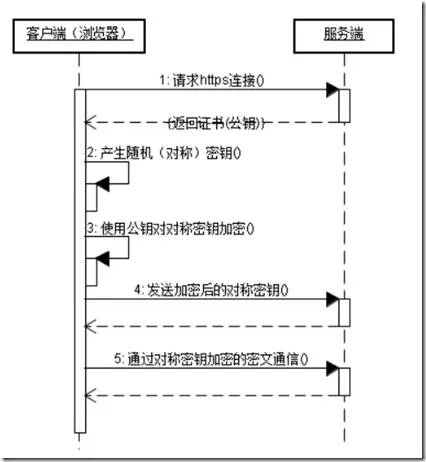 客户端（浏览器）
服务端
1: 请求https连接()
(返回证书(公钥))
2: 产生随机（对称）密钥()
3: 使用公钥对对称密钥加密()
4: 发送加密后的对称密钥()
5: 通过对称密钥加密的密文通信()